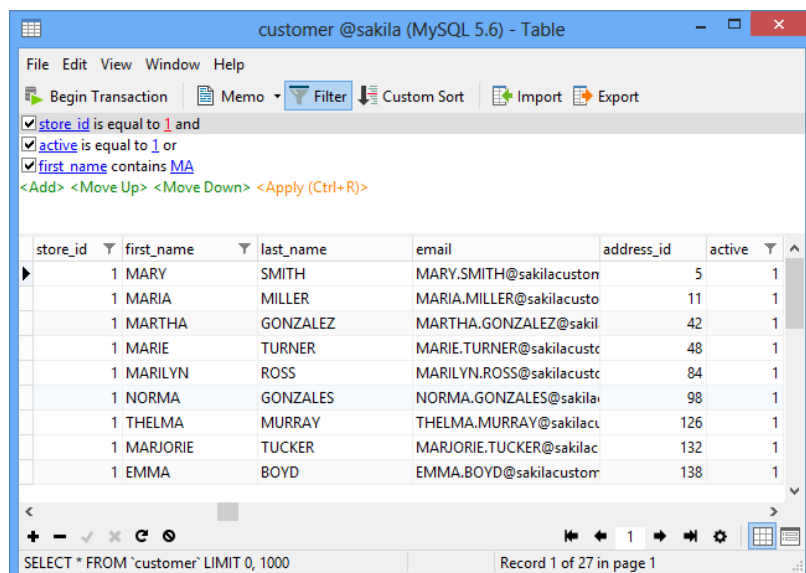 customer @sakila (MySQL 5.6) - Table
File Edit View Window Help
Begin Transaction Memo Filter Custom Sort Import Export
store_id is equal to 1 and
active is equal to 1 or
first_name contains MA
<Add> <Move Up> <Move Down> <Apply (Ctrl+R)>
store_id first_name last_name email address_id active
1 MARY SMITH MARY.SMITH@sakilacustom 5 1
1 MARIA MILLER MARIA.MILLER@sakilacusto 11 1
1 MARTHA GONZALEZ MARTHA.GONZALEZ@sakil 42 1
1 MARIE TURNER MARIE.TURNER@sakilacustc 48 1
1 MARILYN ROSS MARILYN.ROSS@sakilacustc 84 1
1 NORMA GONZALES NORMA.GONZALES@sakila 98 1
1 THELMA MURRAY THELMA.MURRAY@sakilacu 126 1
1 MARJORIE TUCKER MARJORIE.TUCKER@sakilac 132 1
1 EMMA BOYD EMMA.BOYD@sakilacustom 138 1
1
SELECT * FROM `customer` LIMIT 0, 1000 Record 1 of 27 in page 1